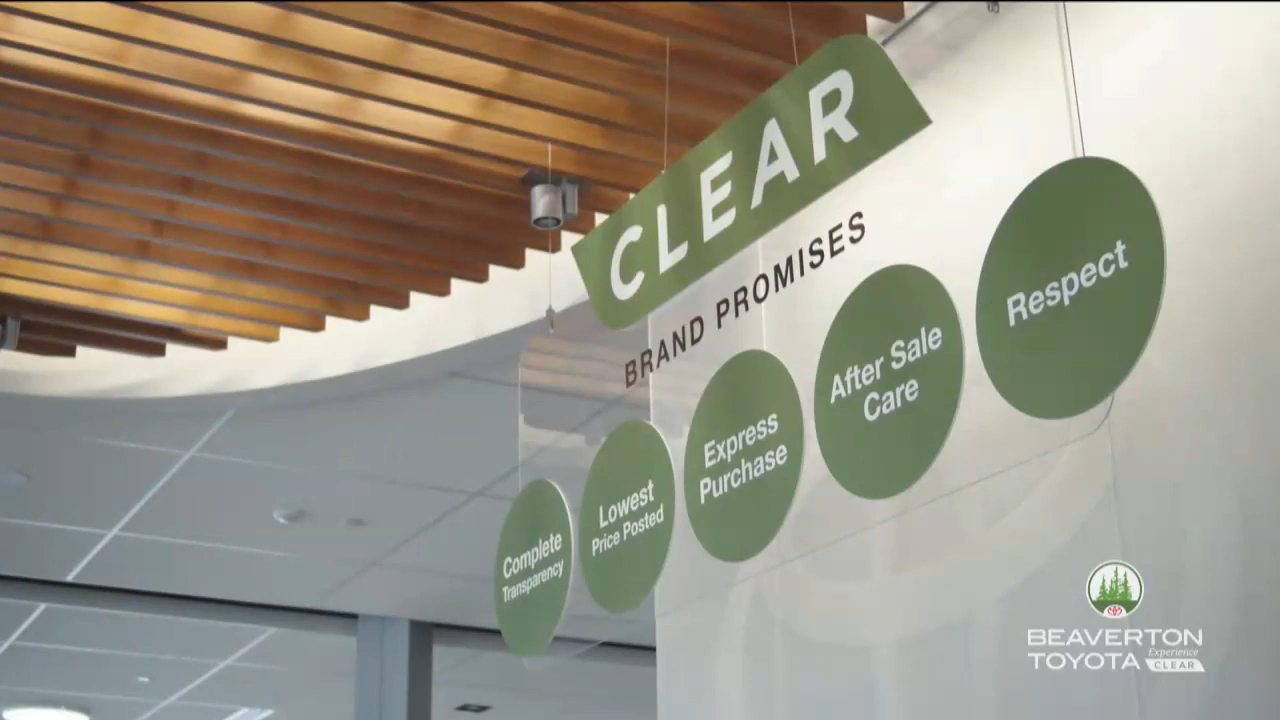 CLEAR
BRAND PROMISES
Complete
Transparency
Lowest
Price Posted
Express
Purchase
After Sale
Care
Respect
BEAVERTON
TOYOTA Experience
CLEAR